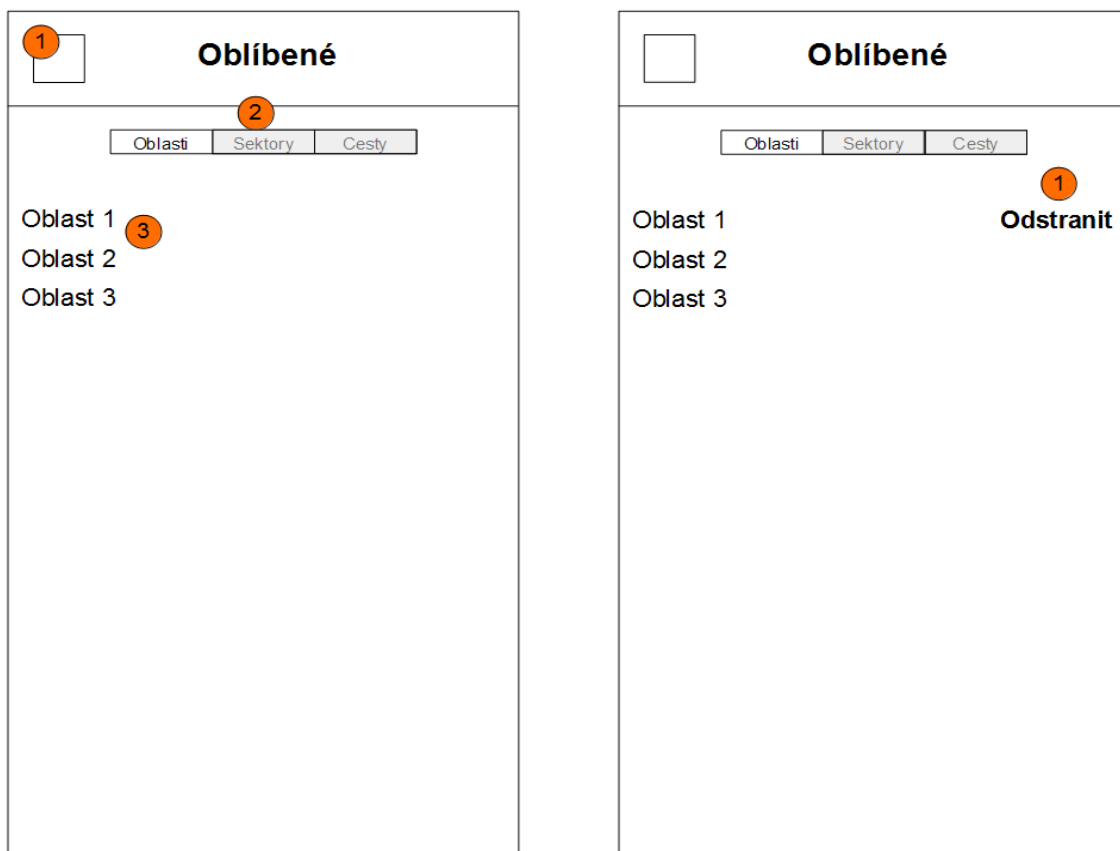 1
Oblíbené
2
Oblasti Sektory Cesty
Oblast 1
3
Oblast 2
Oblast 3
Oblíbené
Oblasti Sektory Cesty
1
Oblast 1 Odstranit
Oblast 2
Oblast 3